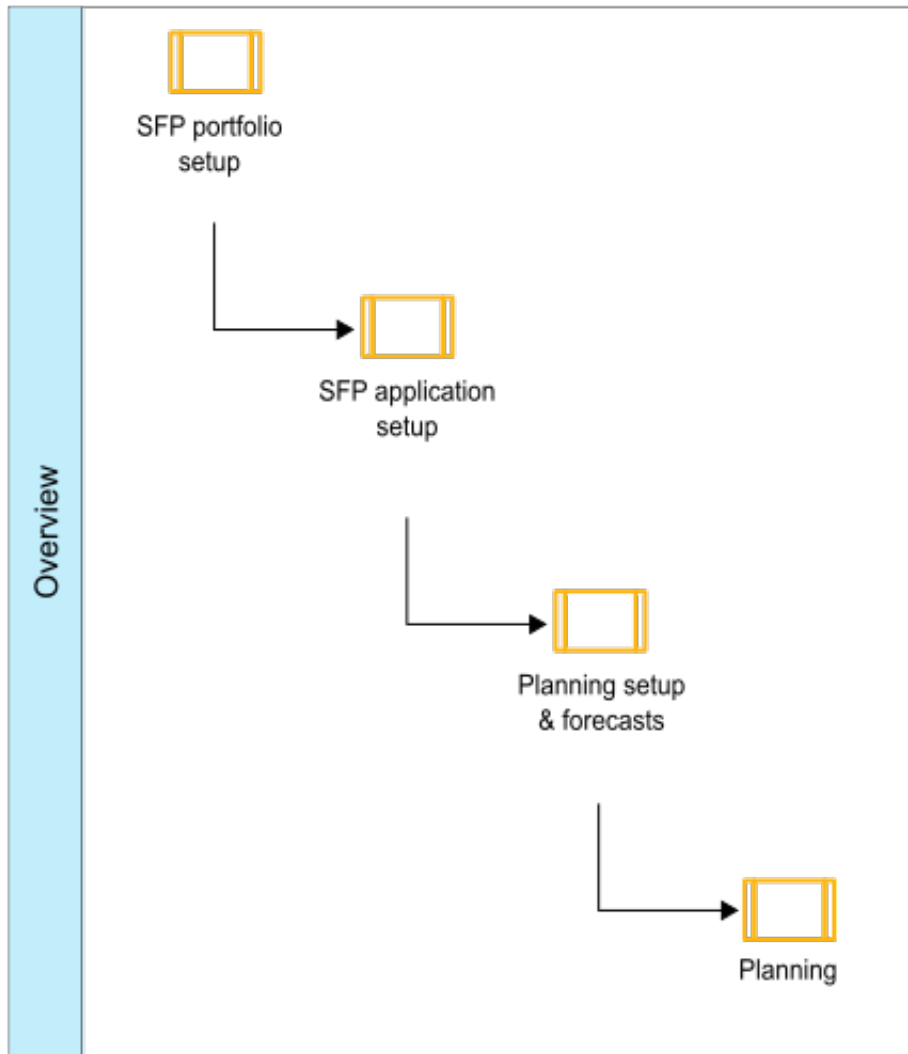 Overview
SFP portfolio
setup
SFP application
setup
Planning setup
& forecasts
Planning